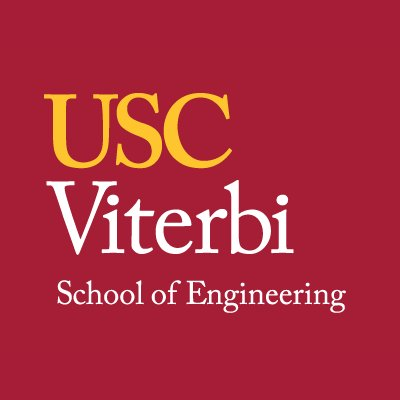 USC
Viterbi
School of Engineering